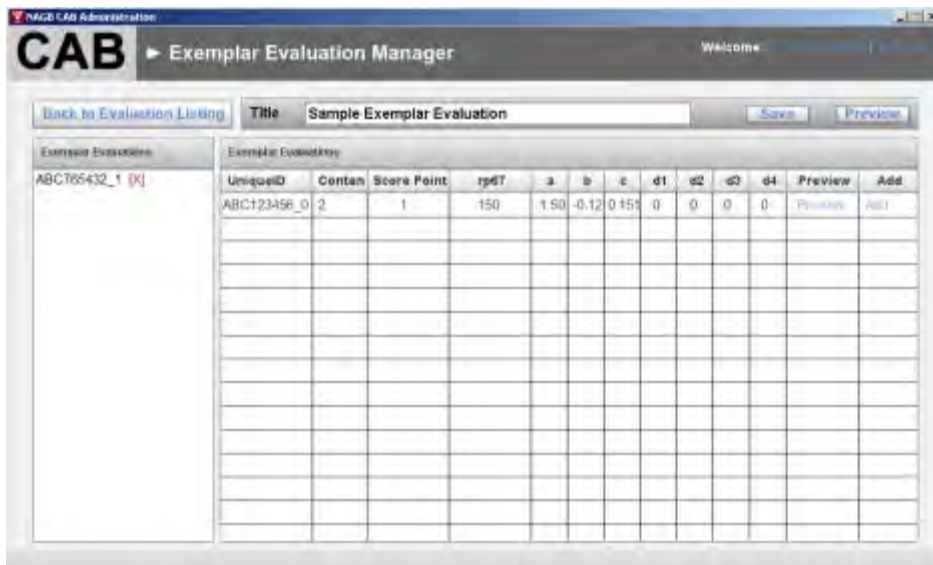 NAGB CAB Administration
CAB ► Exemplar Evaluation Manager Welcome
Back to Evaluation Listing Title Sample Exemplar Evaluation Save Preview
Exemplar Evaluations Exemplar Evaluations
ABC765432_1 [X] UniqueID Conten Score Point rp67 a b c d1 d2 d3 d4 Preview Add
ABC123456_0 2 1 150 1.50 -0.12 0.151 0 0 0 0 Preview Add